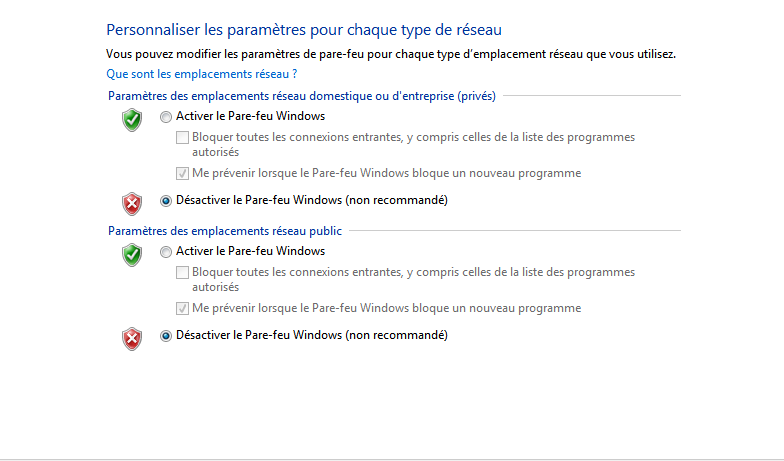 Personnaliser les paramètres pour chaque type de réseau
Vous pouvez modifier les paramètres de pare-feu pour chaque type d'emplacement réseau que vous utilisez.
Que sont les emplacements réseau ?
Paramètres des emplacements réseau domestique ou d'entreprise (privés)
Activer le Pare-feu Windows
Bloquer toutes les connexions entrantes, y compris celles de la liste des programmes
autorisés
Me prévenir lorsque le Pare-feu Windows bloque un nouveau programme
Désactiver le Pare-feu Windows (non recommandé)
Paramètres des emplacements réseau public
Activer le Pare-feu Windows
Bloquer toutes les connexions entrantes, y compris celles de la liste des programmes
autorisés
Me prévenir lorsque le Pare-feu Windows bloque un nouveau programme
Désactiver le Pare-feu Windows (non recommandé)